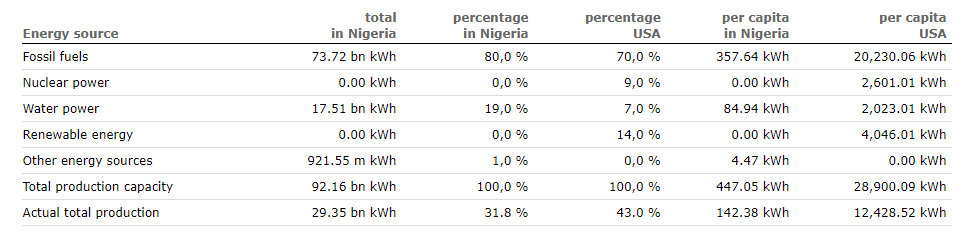 total percentage percentage per capita per capita
Energy source in Nigeria in Nigeria USA in Nigeria USA
Fossil fuels 73.72 bn kWh 80,0 % 70,0 % 357.64 kWh 20,230.06 kWh
Nuclear power 0.00 kWh 0,0 % 9,0 % 0.00 kWh 2,601.01 kWh
Water power 17.51 bn kWh 19,0 % 7,0 % 84.94 kWh 2,023.01 kWh
Renewable energy 0.00 kWh 0,0 % 14,0 % 0.00 kWh 4,046.01 kWh
Other energy sources 921.55 m kWh 1,0 % 0,0 % 4.47 kWh 0.00 kWh
Total production capacity 92.16 bn kWh 100,0 % 100,0 % 447.05 kWh 28,900.09 kWh
Actual total production 29.35 bn kWh 31.8 % 43.0 % 142.38 kWh 12,428.52 kWh